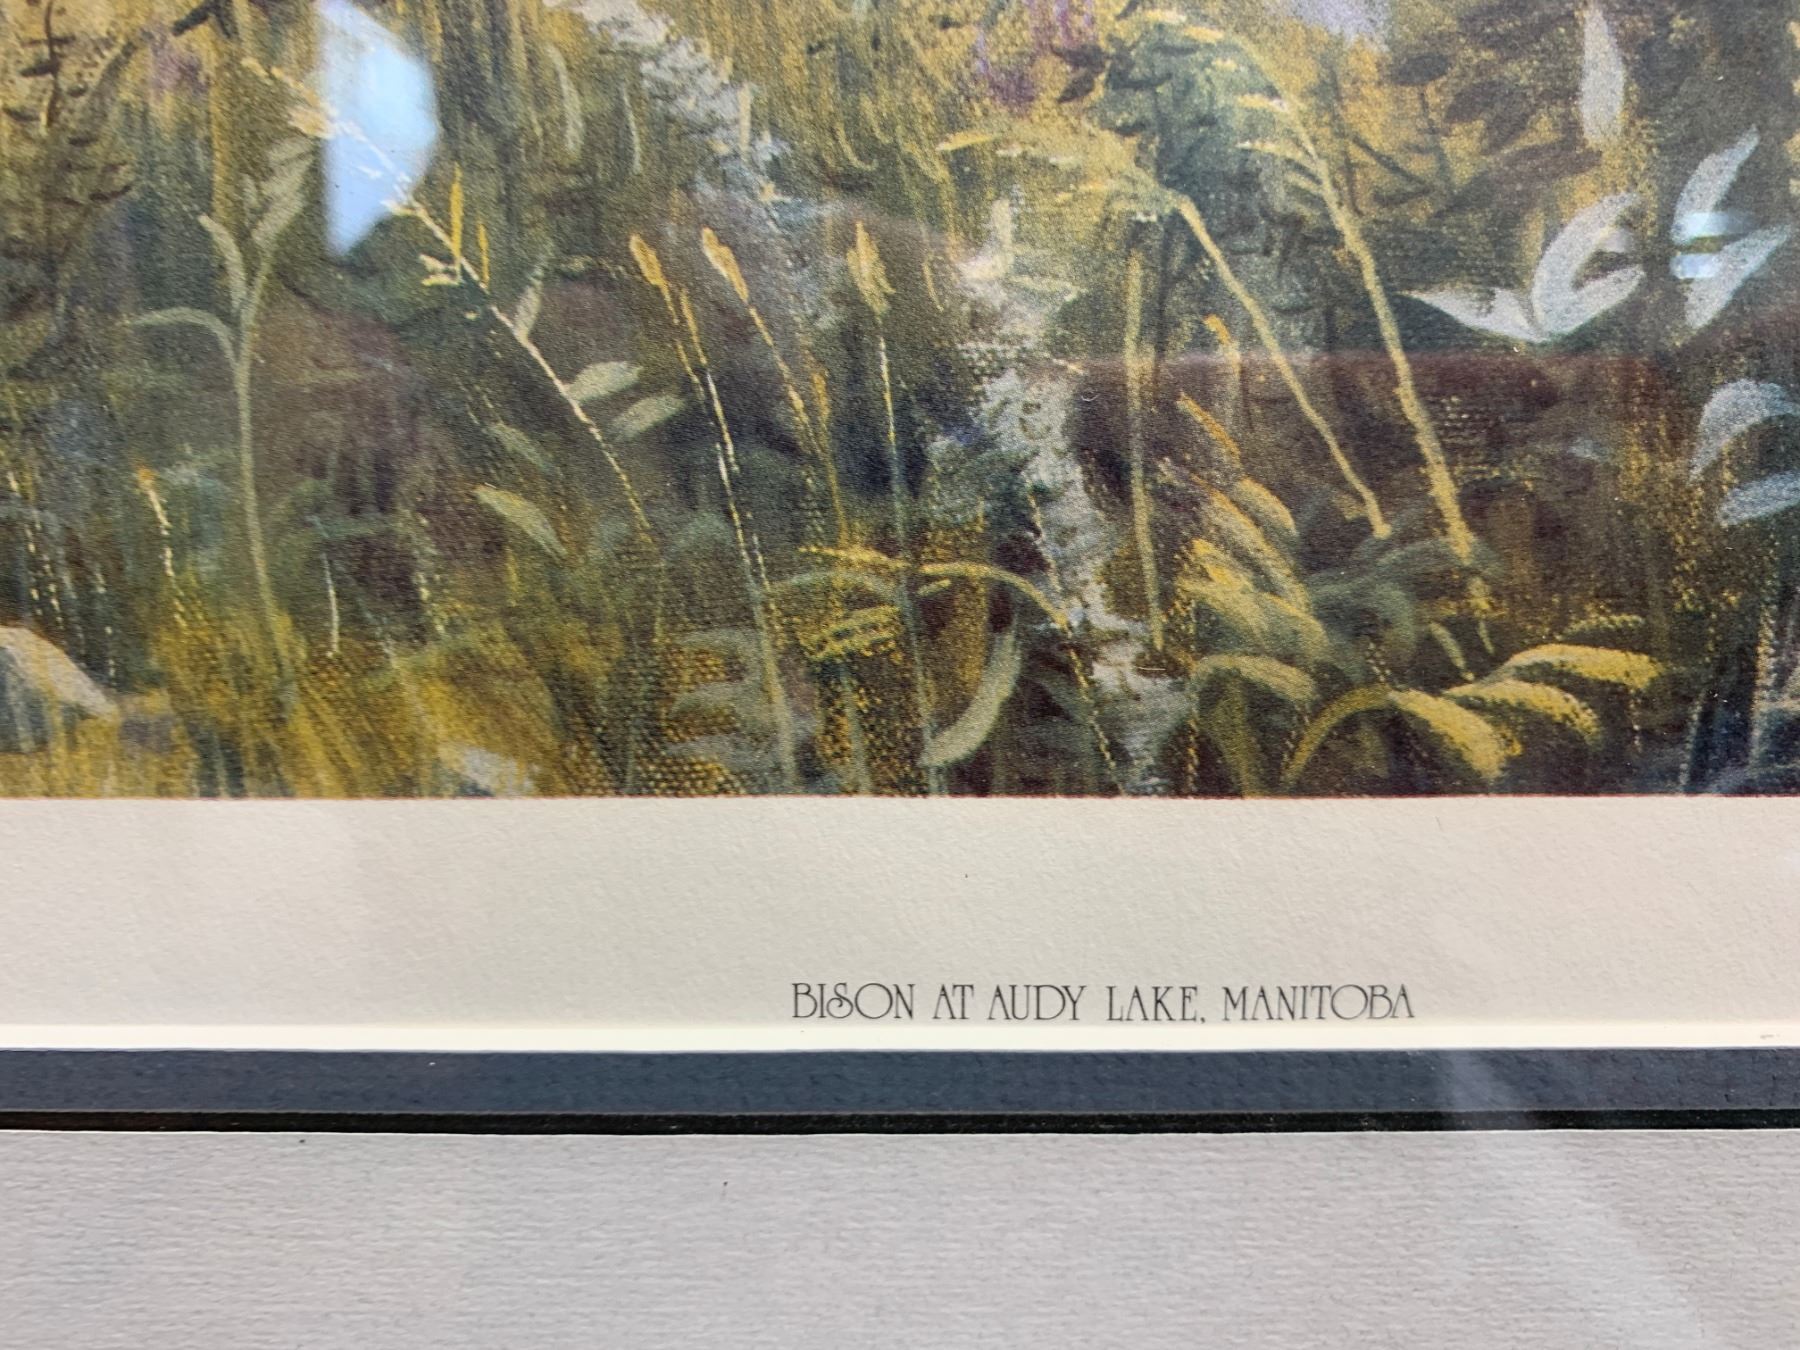 BISON AT AUDY LAKE, MANITOBA